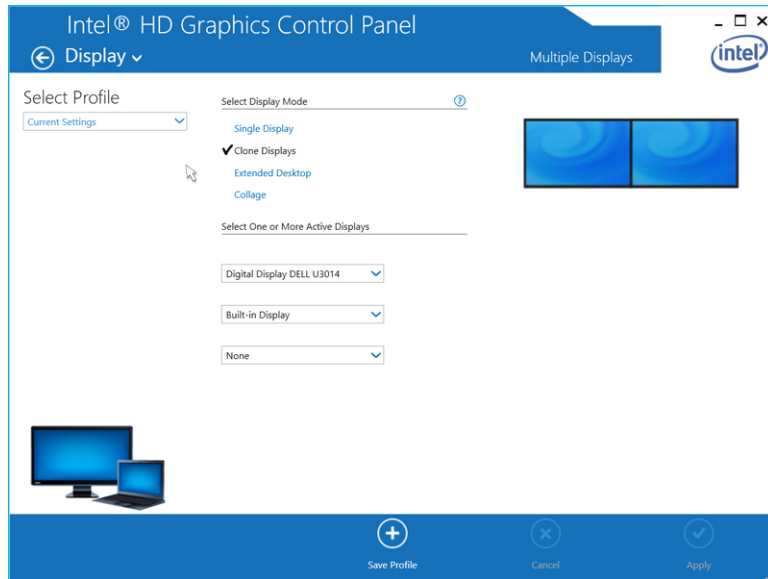 Intel® HD Graphics Control Panel
Display
Multiple Displays
intel
Select Profile
Current Settings
Select Display Mode
?
Single Display
Clone Displays
Extended Desktop
Collage
Select One or More Active Displays
Digital Display DELL U3014
Built-in Display
None
Save Profile
Cancel
Apply